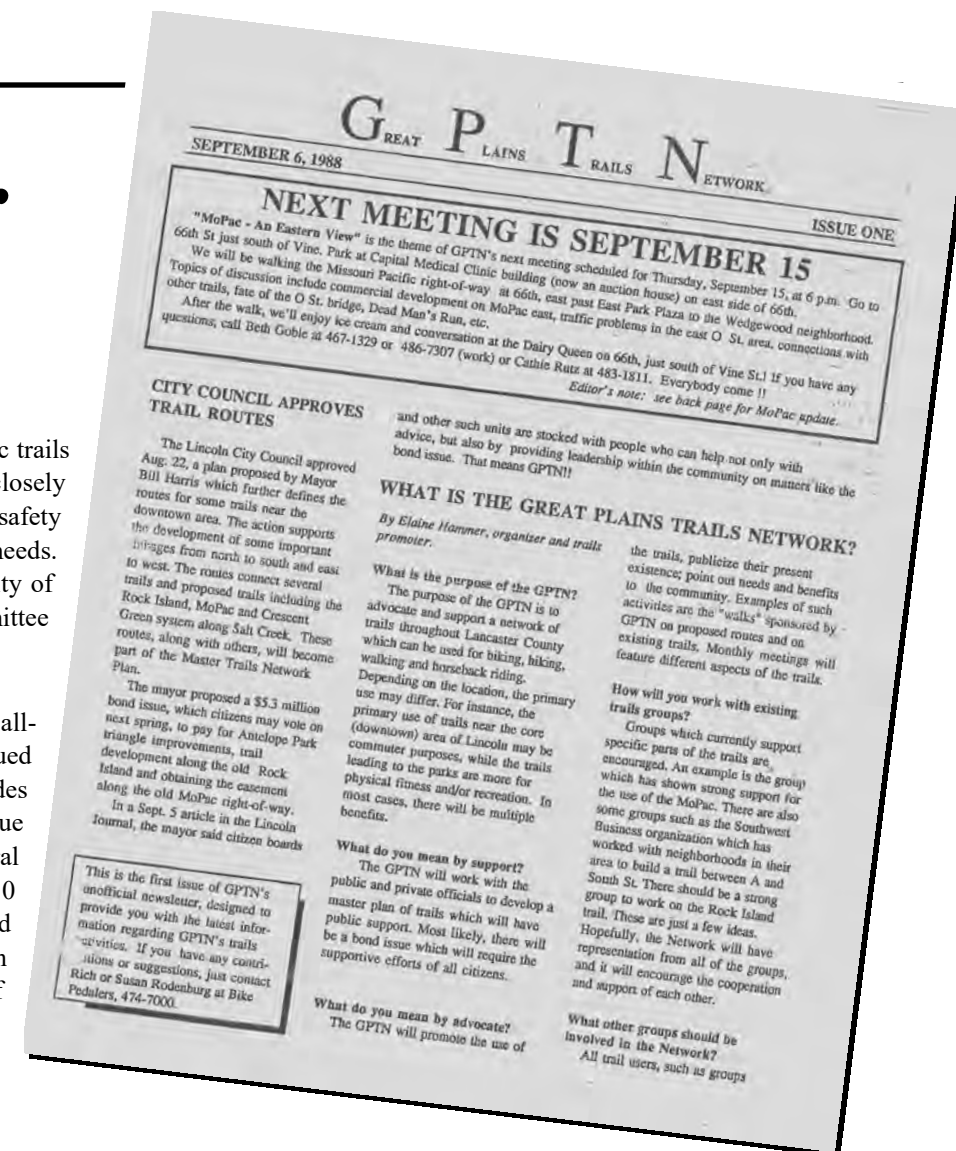 c trails
closely
safety
needs.
ty of
nittee
all-
ued
des
ue
al
0
d
n
f
GREAT PLAINS TRAILS NETWORK
SEPTEMBER 6, 1988
ISSUE ONE
NEXT MEETING IS SEPTEMBER 15
"MoPac - An Eastern View" is the theme of GPTN's next meeting scheduled for Thursday, September 15, at 6 p.m. Go to
66th St just south of Vine. Park at Capital Medical Clinic building (now an auction house) on east side of 66th.
We will be walking the Missouri Pacific right-of-way at 66th, east past East Park Plaza to the Wedgewood neighborhood.
Topics of discussion include commercial development on MoPac east, traffic problems in the east O St. area, connections with
other trails, fate of the O St. bridge, Dead Man's Run, etc.
After the walk, we'll enjoy ice cream and conversation at the Dairy Queen on 66th, just south of Vine St.! If you have any
questions, call Beth Goble at 467-1329 or 486-7307 (work) or Cathie Rutz at 483-1811. Everybody come !!
Editor's note: see back page for MoPac update.
CITY COUNCIL APPROVES
TRAIL ROUTES
The Lincoln City Council approved
Aug. 22, a plan proposed by Mayor
Bill Harris which further defines the
routes for some trails near the
downtown area. The action supports
the development of some important
linkages from north to south and east
to west. The routes connect several
trails and proposed trails including the
Rock Island, MoPac and Crescent
Green system along Salt Creek. These
routes, along with others, will become
part of the Master Trails Network
Plan.
The mayor proposed a $5.3 million
bond issue, which citizens may vote on
next spring, to pay for Antelope Park
triangle improvements, trail
development along the old Rock
Island and obtaining the easement
along the old MoPac right-of-way.
In a Sept. 5 article in the Lincoln
Journal, the mayor said citizen boards
and other such units are stocked with people who can help not only with
advice, but also by providing leadership within the community on matters like the
bond issue. That means GPTN!!
This is the first issue of GPTN's
unofficial newsletter, designed to
provide you with the latest infor-
mation regarding GPTN's trails
activities. If you have any contri-
utions or suggestions, just contact
Rich or Susan Rodenburg at Bike
Pedalers, 474-7000.
WHAT IS THE GREAT PLAINS TRAILS NETWORK?
By Elaine Hammer, organizer and trails
promoter.
What is the purpose of the GPTN?
The purpose of the GPTN is to
advocate and support a network of
trails throughout Lancaster County
which can be used for biking, hiking,
walking and horseback riding.
Depending on the location, the primary
use may differ. For instance, the
primary use of trails near the core
(downtown) area of Lincoln may be
commuter purposes, while the trails
leading to the parks are more for
physical fitness and/or recreation. In
most cases, there will be multiple
benefits.
What do you mean by support?
The GPTN will work with the
public and private officials to develop a
master plan of trails which will have
public support. Most likely, there will
be a bond issue which will require the
supportive efforts of all citizens.
What do you mean by advocate?
The GPTN will promote the use of
the trails, publicize their present
existence; point out needs and benefits
to the community. Examples of such
activities are the "walks" sponsored by
GPTN on proposed routes and on
existing trails. Monthly meetings will
feature different aspects of the trails.
How will you work with existing
trails groups?
Groups which currently support
specific parts of the trails are
encouraged. An example is the group
which has shown strong support for
the use of the MoPac. There are also
some groups such as the Southwest
Business organization which has
worked with neighborhoods in their
area to build a trail between A and
South St. There should be a strong
group to work on the Rock Island
trail. These are just a few ideas.
Hopefully, the Network will have
representation from all of the groups,
and it will encourage the cooperation
and support of each other.
What other groups should be
involved in the Network?
All trail users, such as groups